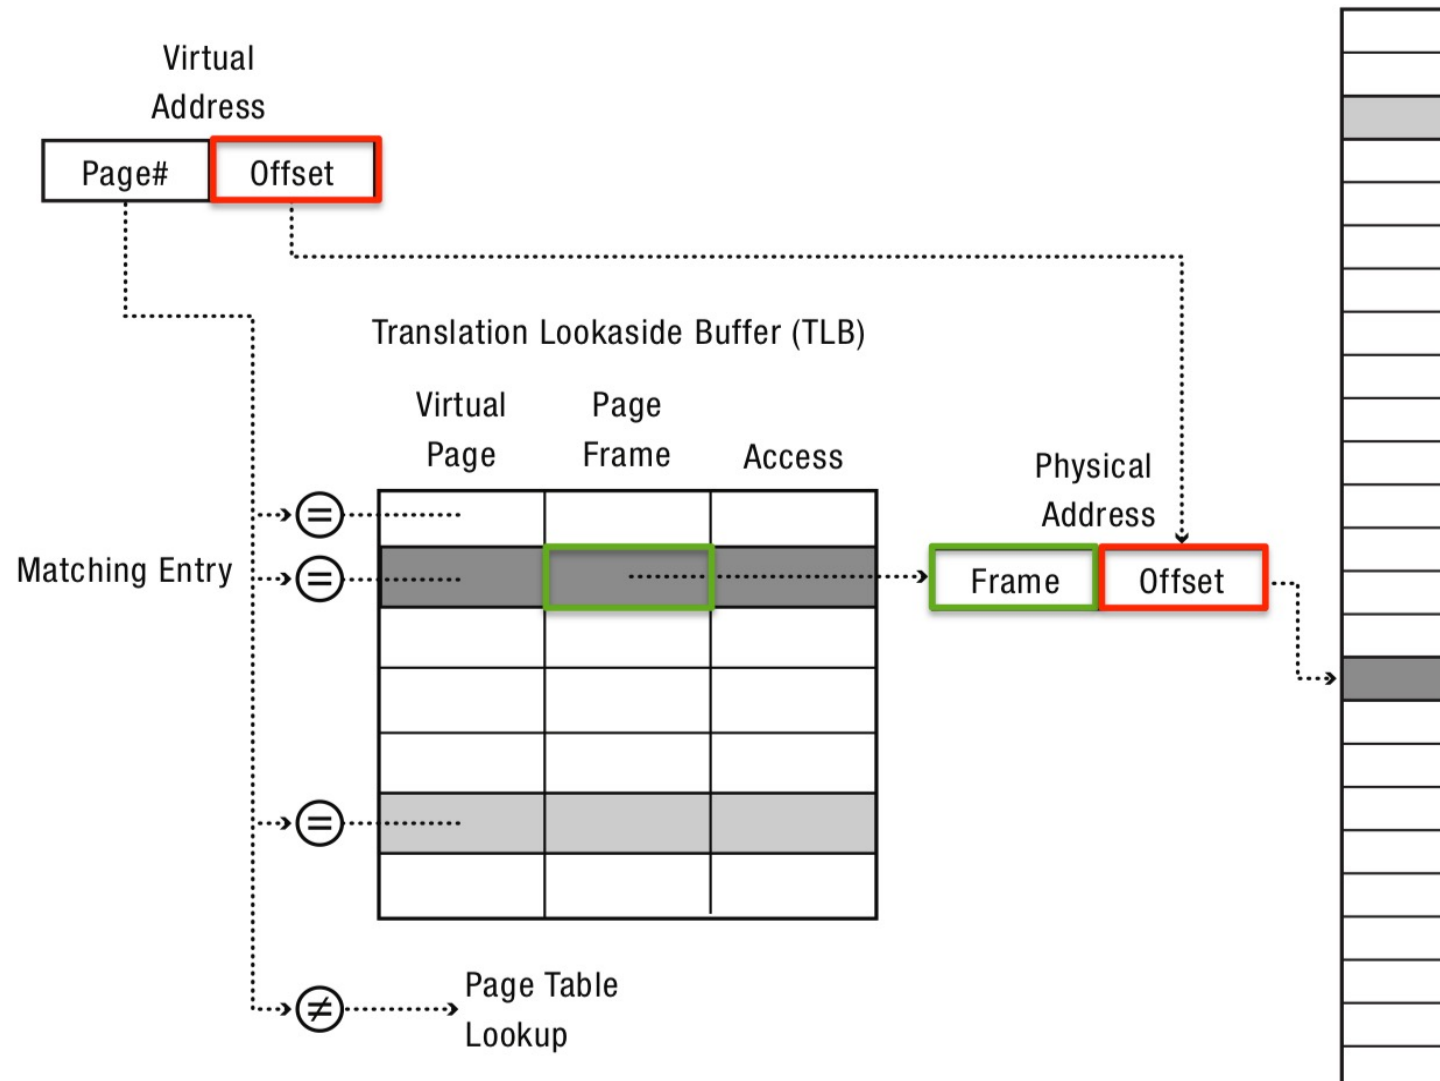 Virtual
Address
Page#
Offset
Translation Lookaside Buffer (TLB)
Virtual
Page
Page
Frame
Access
Physical
Address
=
Matching Entry
=
Frame
Offset
=
≠
Page Table
Lookup